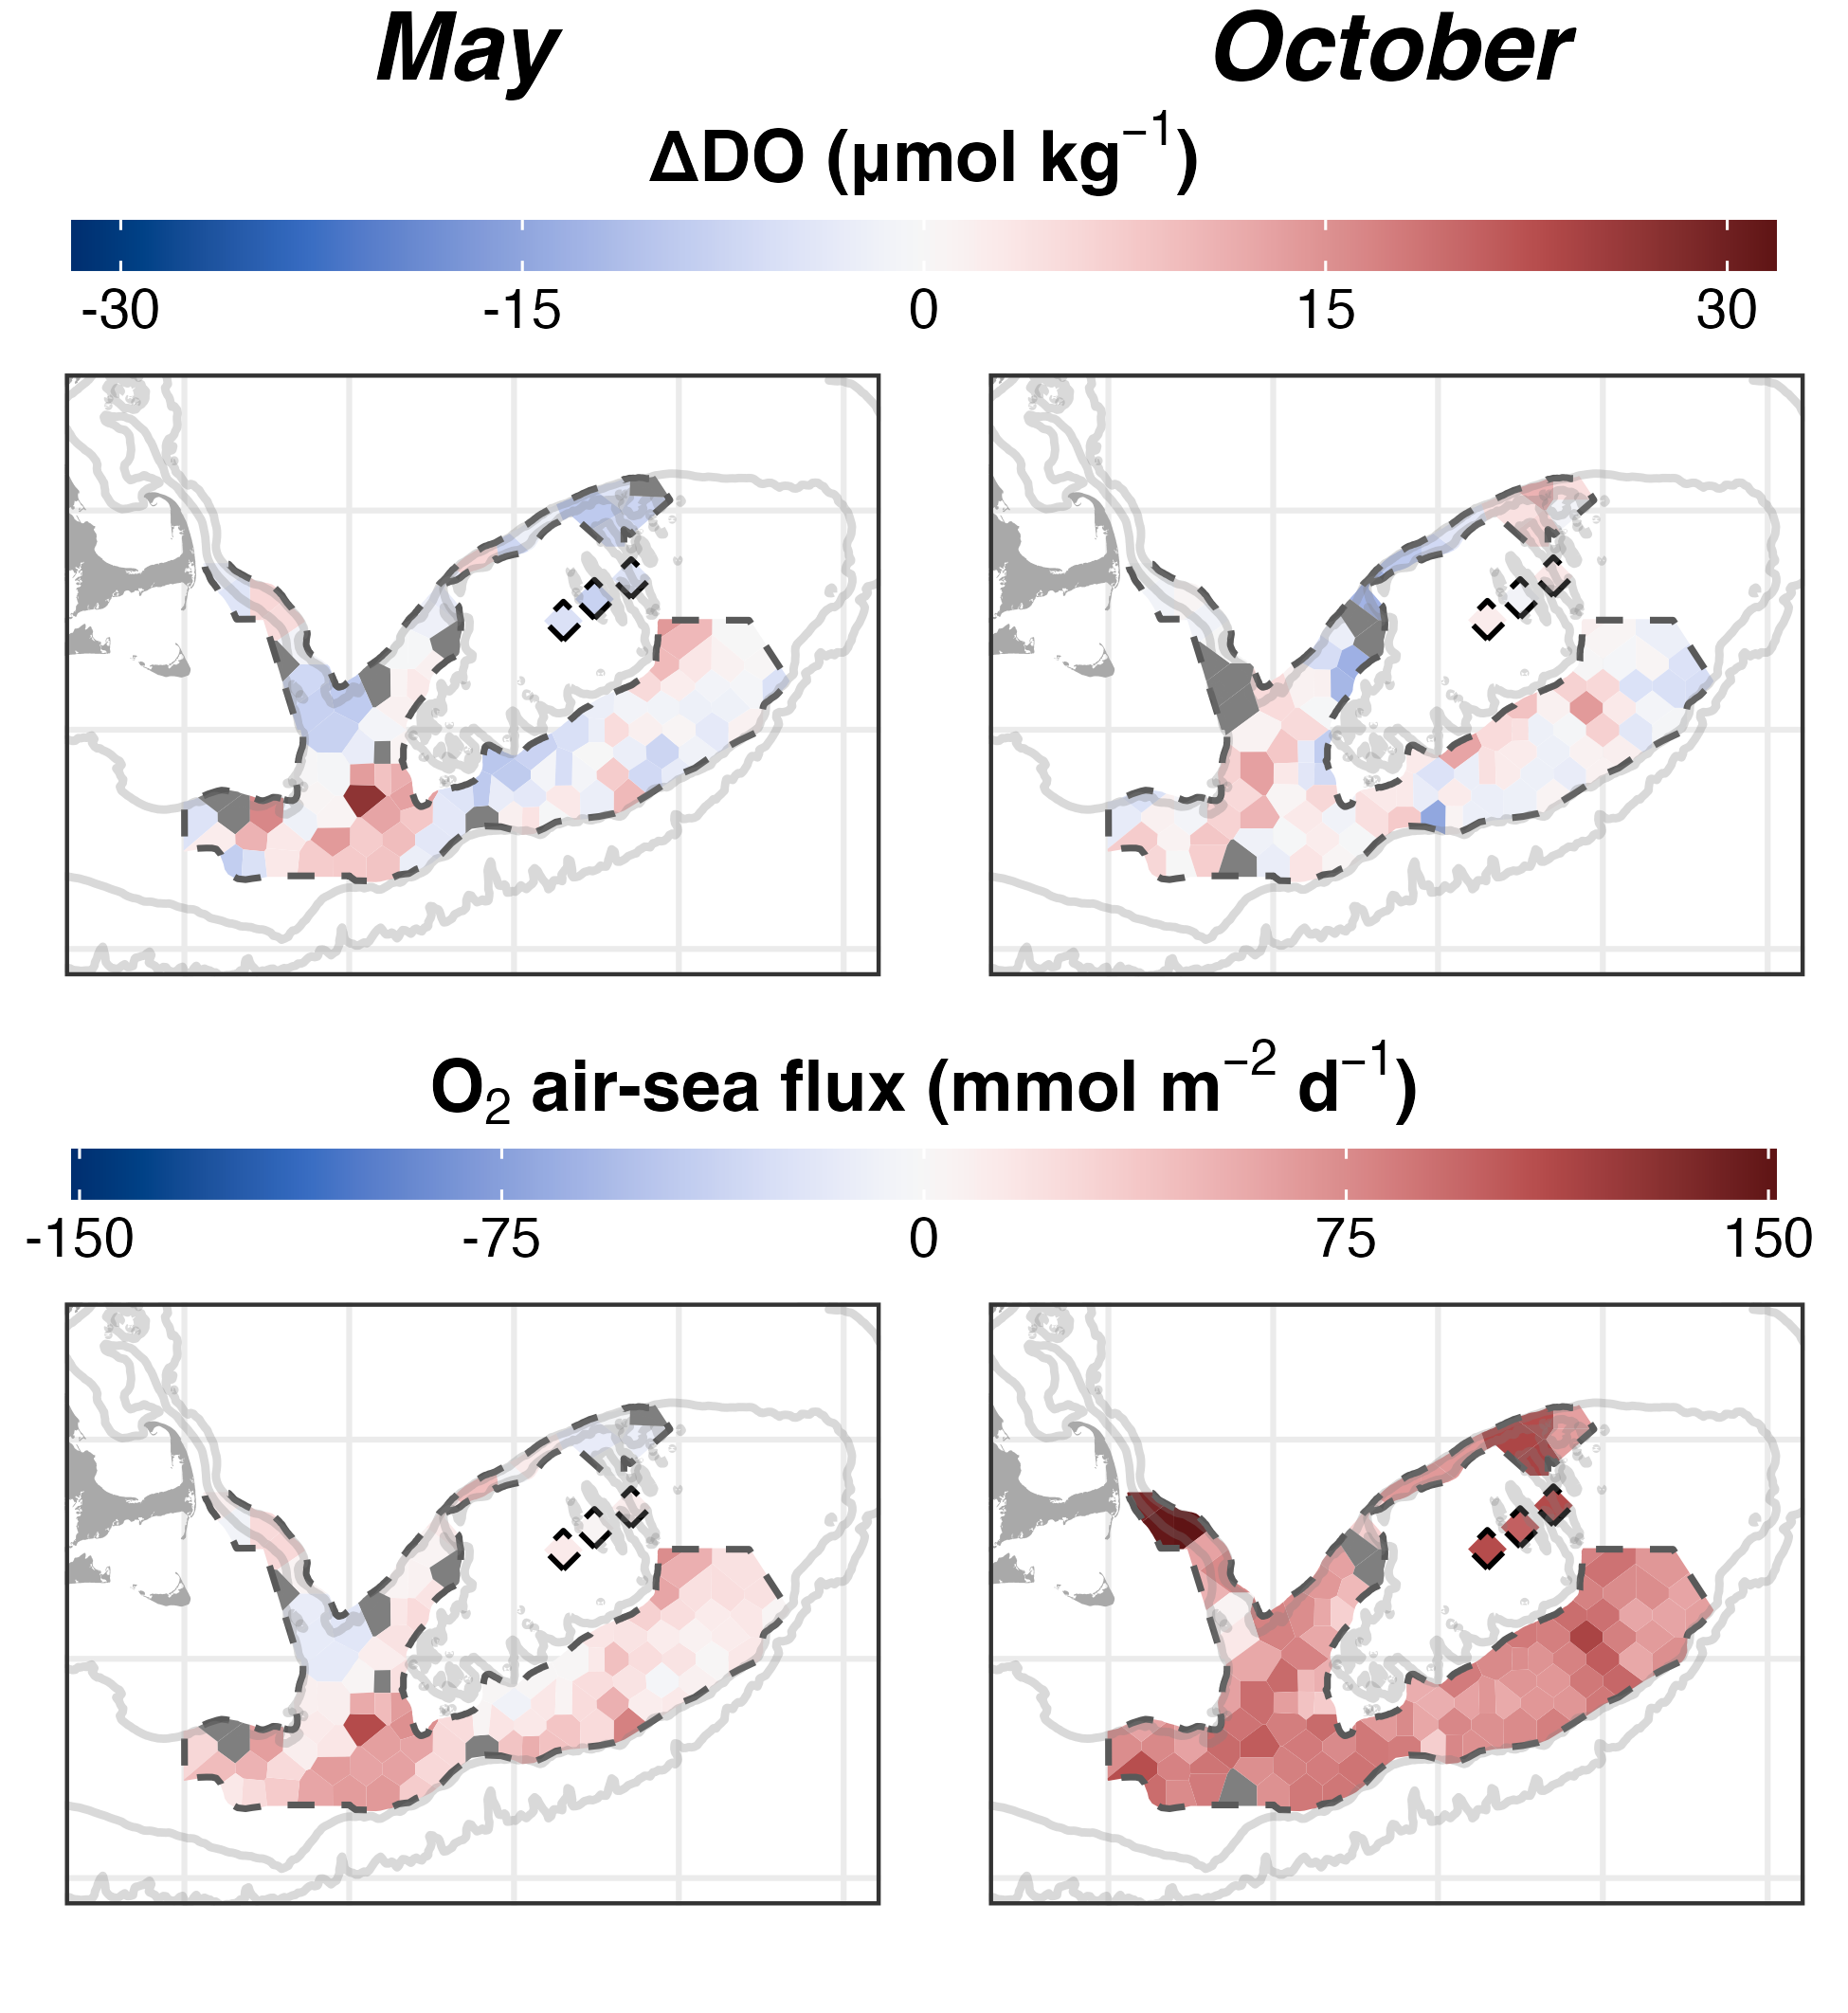 May October
ΔDO (µmol kg⁻¹)
-30 -15 0 15 30
O₂ air-sea flux (mmol m⁻² d⁻¹)
-150 -75 0 75 150